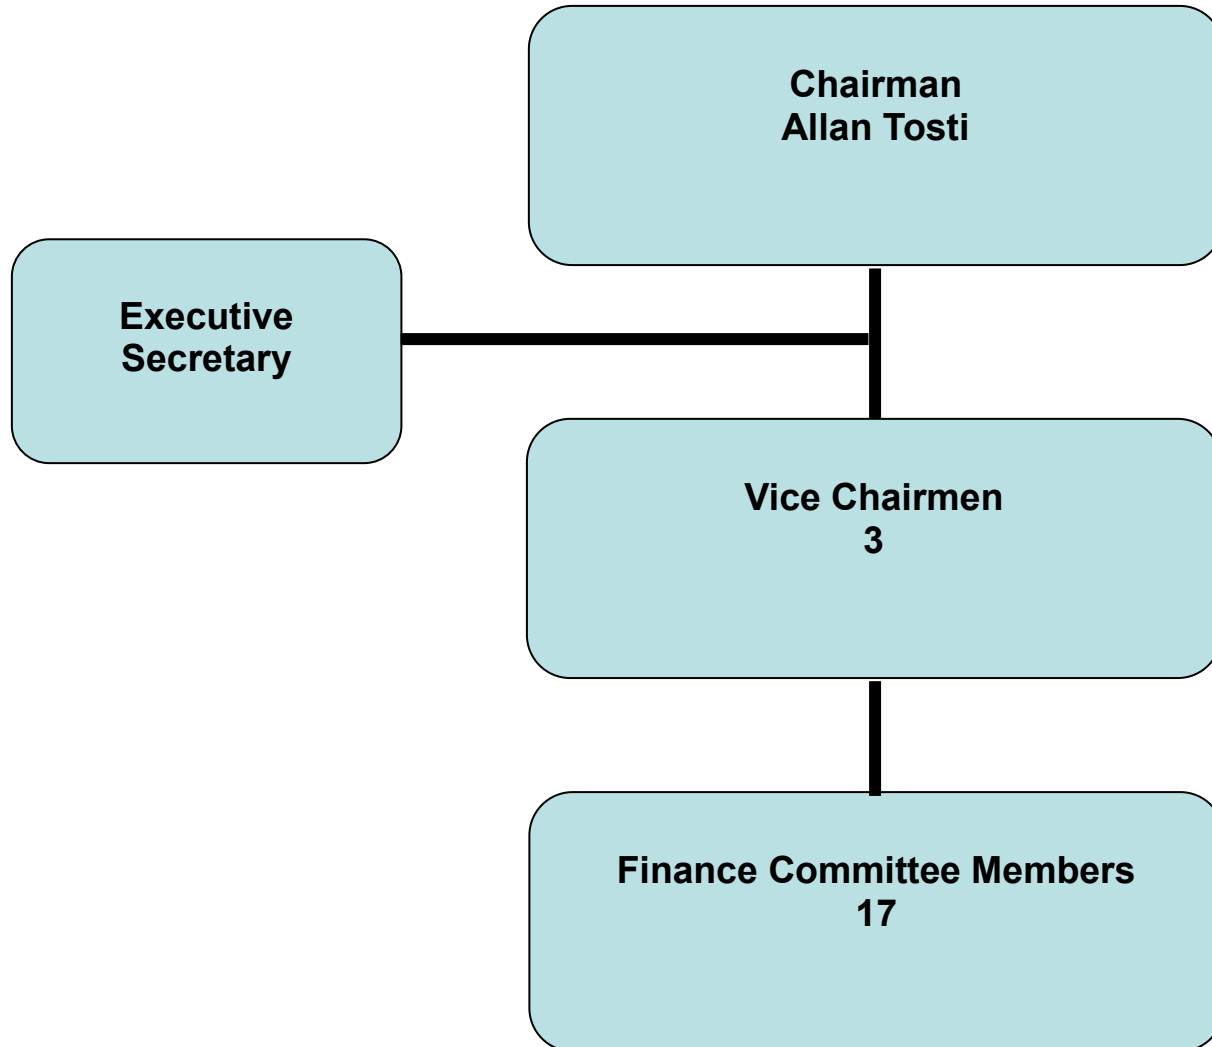 Chairman
Allan Tosti
Executive
Secretary
Vice Chairmen
3
Finance Committee Members
17